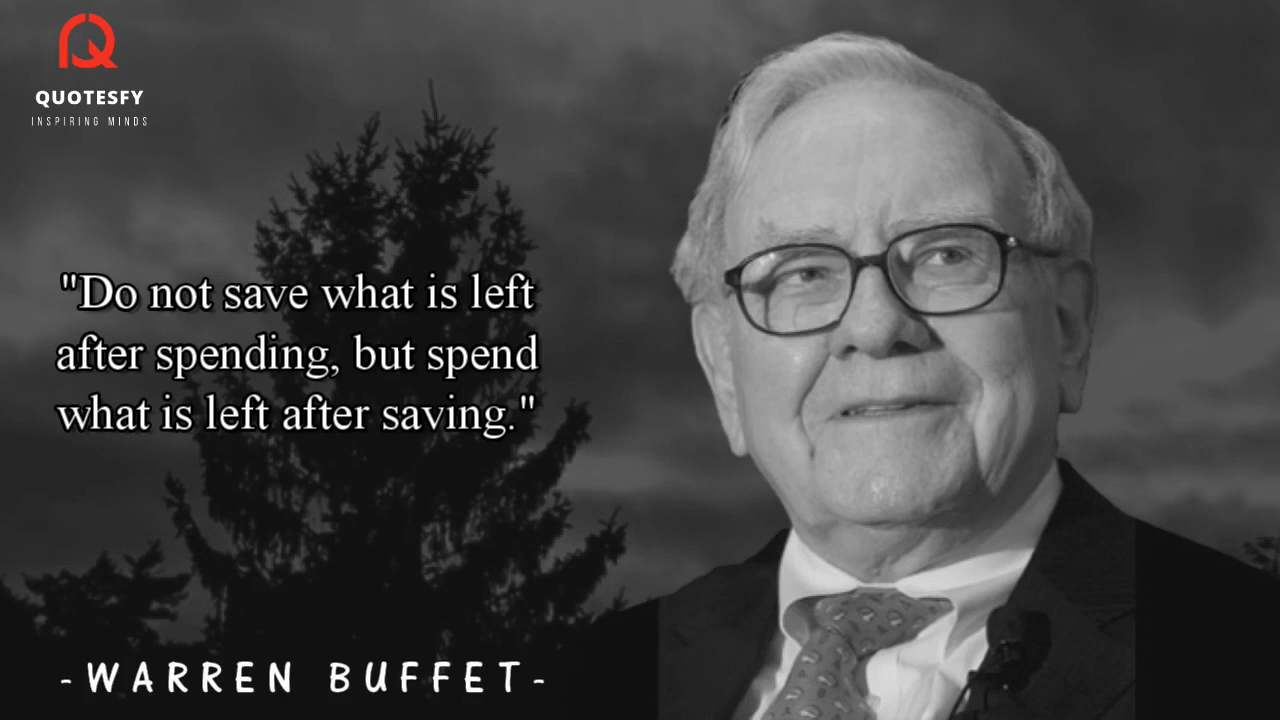 QUOTESFY
INSPIRING MINDS
"Do not save what is left
after spending, but spend
what is left after saving."
-WARREN BUFFET-